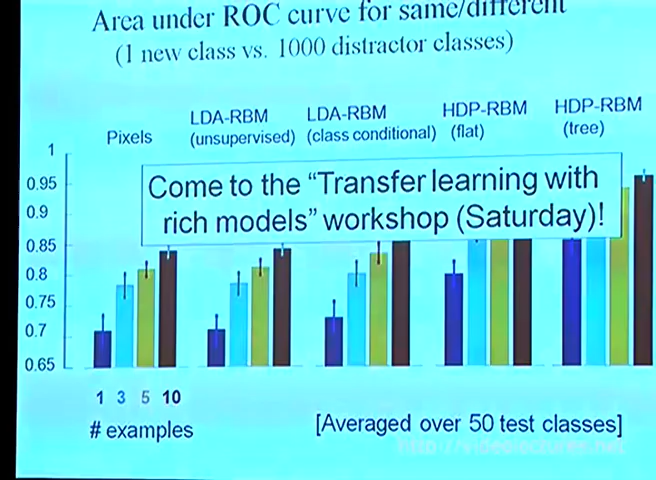 Area under ROC curve for same/different
(1 new class vs. 1000 distractor classes)
Pixels
LDA-RBM
(unsupervised)
LDA-RBM
(class conditional)
HDP-RBM
(flat)
HDP-RBM
(tree)
1
0.95
0.9
0.85
0.8
0.75
0.7
0.65
Come to the “Transfer learning with
rich models” workshop (Saturday)!
1 3 5 10
# examples
[Averaged over 50 test classes]
http://videolectures.net